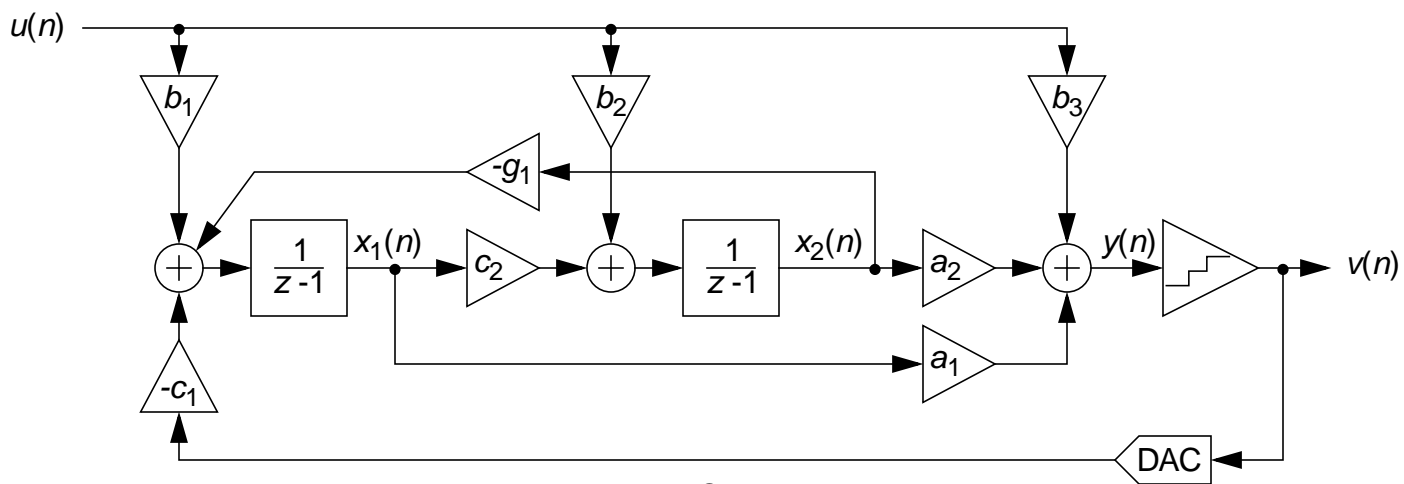 u(n)
b₁
b₂
b₃
-g₁
1
z -1
x₁(n)
c₂
1
z -1
x₂(n)
a₂
y(n)
v(n)
a₁
-c₁
DAC